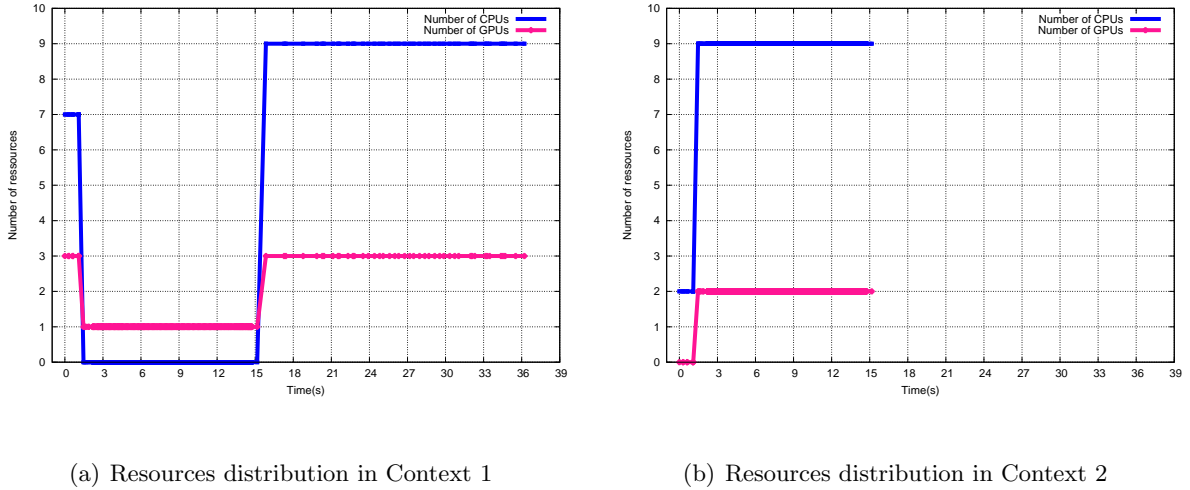 Number of CPUs
Number of GPUs
10
9
8
7
6
5
4
3
2
1
0
Number of ressources
0 3 6 9 12 15 18 21 24 27 30 33 36 39
Time(s)
(a) Resources distribution in Context 1
Number of CPUs
Number of GPUs
10
9
8
7
6
5
4
3
2
1
0
Number of ressources
0 3 6 9 12 15 18 21 24 27 30 33 36 39
Time(s)
(b) Resources distribution in Context 2